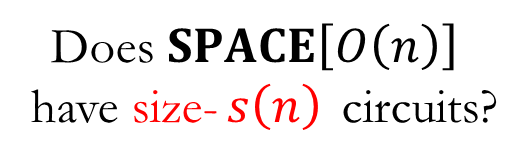 Does SPACE[O(n)]
have size- s(n) circuits?